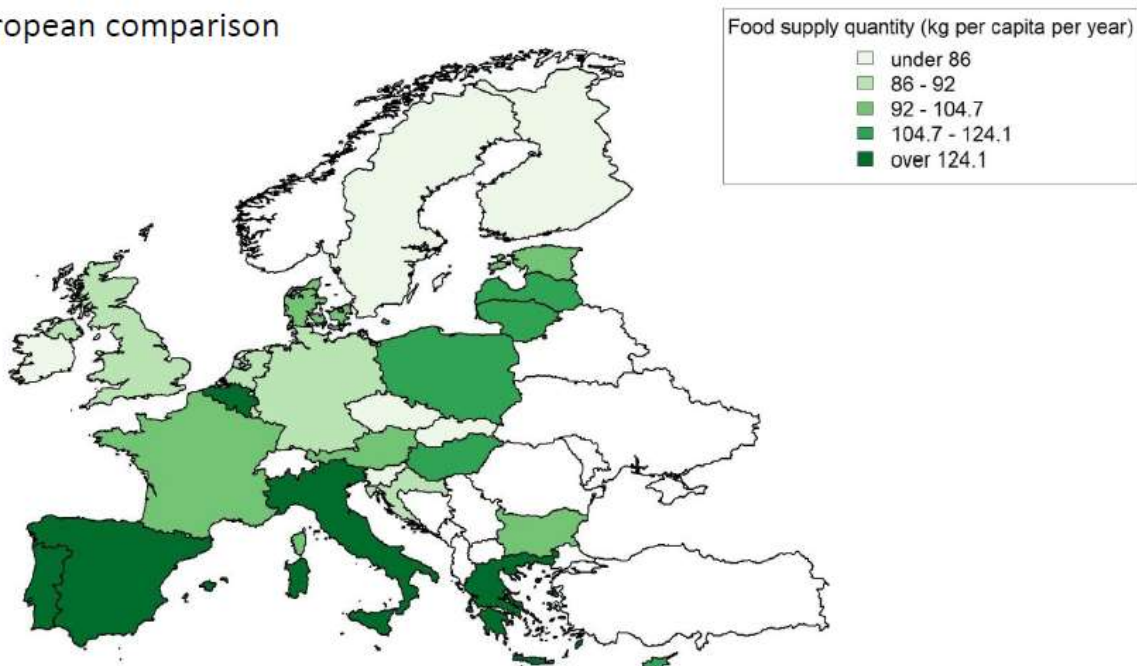 ropean comparison
Food supply quantity (kg per capita per year)
under 86
86 - 92
92 - 104.7
104.7 - 124.1
over 124.1